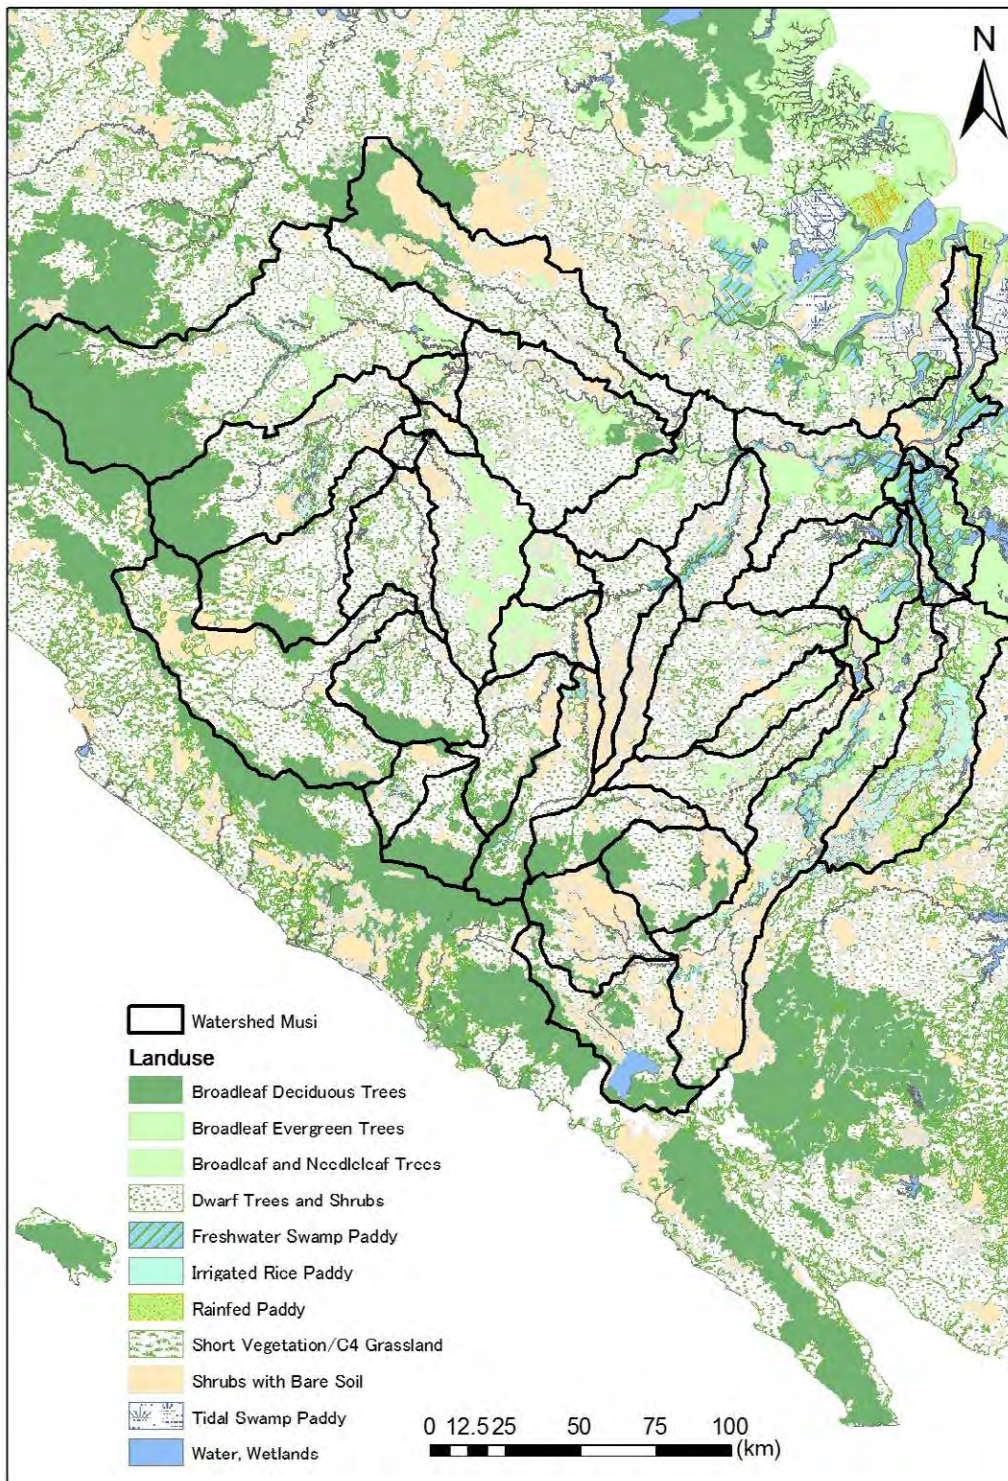 N
Watershed Musi
Landuse
Broadleaf Deciduous Trees
Broadleaf Evergreen Trees
Broadleaf and Needleleaf Trees
Dwarf Trees and Shrubs
Freshwater Swamp Paddy
Irrigated Rice Paddy
Rainfed Paddy
Short Vegetation/C4 Grassland
Shrubs with Bare Soil
Tidal Swamp Paddy
Water, Wetlands
0 12.5 25 50 75 100
(km)